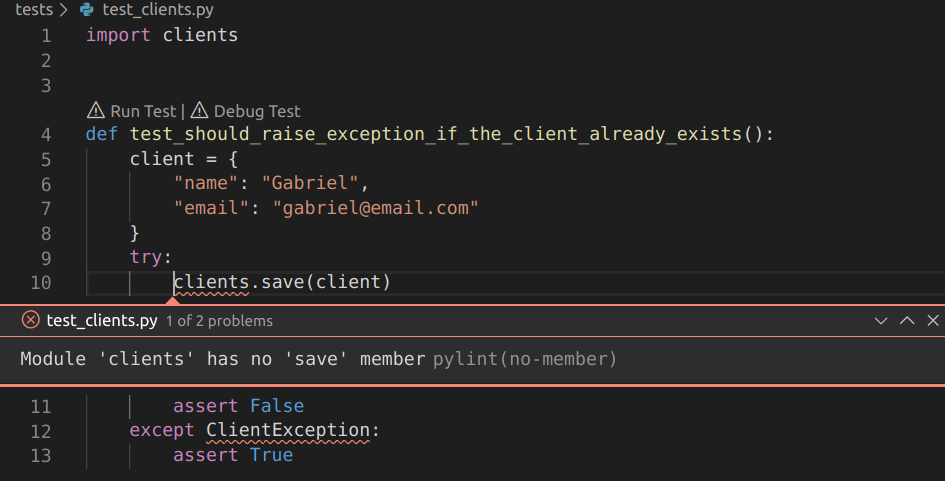 tests > test_clients.py
1 import clients
2
3
Run Test | Debug Test
4 def test_should_raise_exception_if_the_client_already_exists():
5 client = {
6 "name": "Gabriel",
7 "email": "gabriel@email.com"
8 }
9 try:
10 clients.save(client)
test_clients.py 1 of 2 problems
Module 'clients' has no 'save' member pylint(no-member)
11 assert False
12 except ClientException:
13 assert True